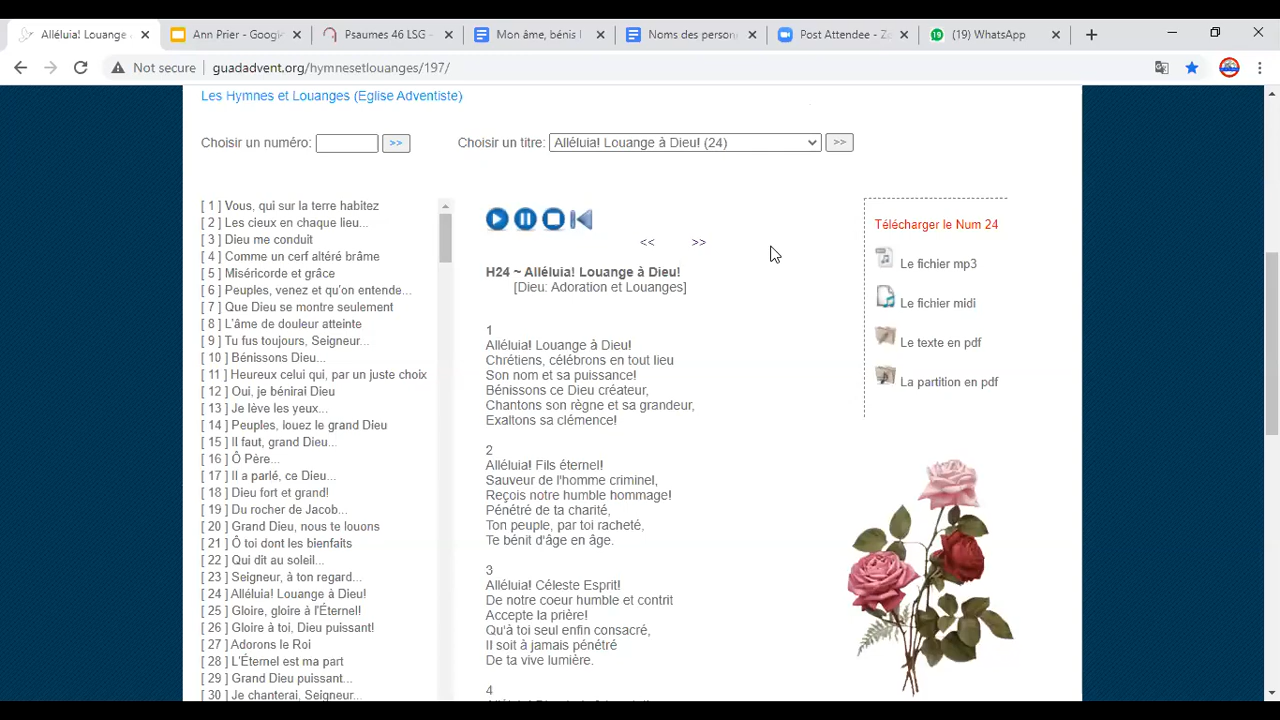 Alléluia! Louange
Ann Prier - Google
Psaumes 46 LSG –
Mon âme, bénis l
Noms des person
Post Attendee - Zo
(19) WhatsApp
Not secure
guadadvent.org/hymnesetlouanges/197/
Les Hymnes et Louanges (Eglise Adventiste)
Choisir un numéro: >> Choisir un titre: Alléluia! Louange à Dieu! (24) >>
[ 1 ] Vous, qui sur la terre habitez
[ 2 ] Les cieux en chaque lieu...
[ 3 ] Dieu me conduit
[ 4 ] Comme un cerf altéré brâme
[ 5 ] Miséricorde et grâce
[ 6 ] Peuples, venez et qu'on entende...
[ 7 ] Que Dieu se montre seulement
[ 8 ] L'âme de douleur atteinte
[ 9 ] Tu fus toujours, Seigneur...
[ 10 ] Bénissons Dieu...
[ 11 ] Heureux celui qui, par un juste choix
[ 12 ] Oui, je bénirai Dieu
[ 13 ] Je lève les yeux...
[ 14 ] Peuples, louez le grand Dieu
[ 15 ] Il faut, grand Dieu...
[ 16 ] Ô Père...
[ 17 ] Il a parlé, ce Dieu...
[ 18 ] Dieu fort et grand!
[ 19 ] Du rocher de Jacob...
[ 20 ] Grand Dieu, nous te louons
[ 21 ] Ô toi dont les bienfaits
[ 22 ] Qui dit au soleil...
[ 23 ] Seigneur, à ton regard...
[ 24 ] Alléluia! Louange à Dieu!
[ 25 ] Gloire, gloire à l'Éternel!
[ 26 ] Gloire à toi, Dieu puissant!
[ 27 ] Adorons le Roi
[ 28 ] L'Éternel est ma part
[ 29 ] Grand Dieu puissant...
[ 30 ] Je chanterai, Seigneur...
<< >>
H24 ~ Alléluia! Louange à Dieu!
[Dieu: Adoration et Louanges]
1
Alléluia! Louange à Dieu!
Chrétiens, célébrons en tout lieu
Son nom et sa puissance!
Bénissons ce Dieu créateur,
Chantons son règne et sa grandeur,
Exaltons sa clémence!
2
Alléluia! Fils éternel!
Sauveur de l'homme criminel,
Reçois notre humble hommage!
Pénétré de ta charité,
Ton peuple, par toi racheté,
Te bénit d'âge en âge.
3
Alléluia! Céleste Esprit!
De notre coeur humble et contrit
Accepte la prière!
Qu'à toi seul enfin consacré,
Il soit à jamais pénétré
De ta vive lumière.
4
Télécharger le Num 24
Le fichier mp3
Le fichier midi
Le texte en pdf
La partition en pdf